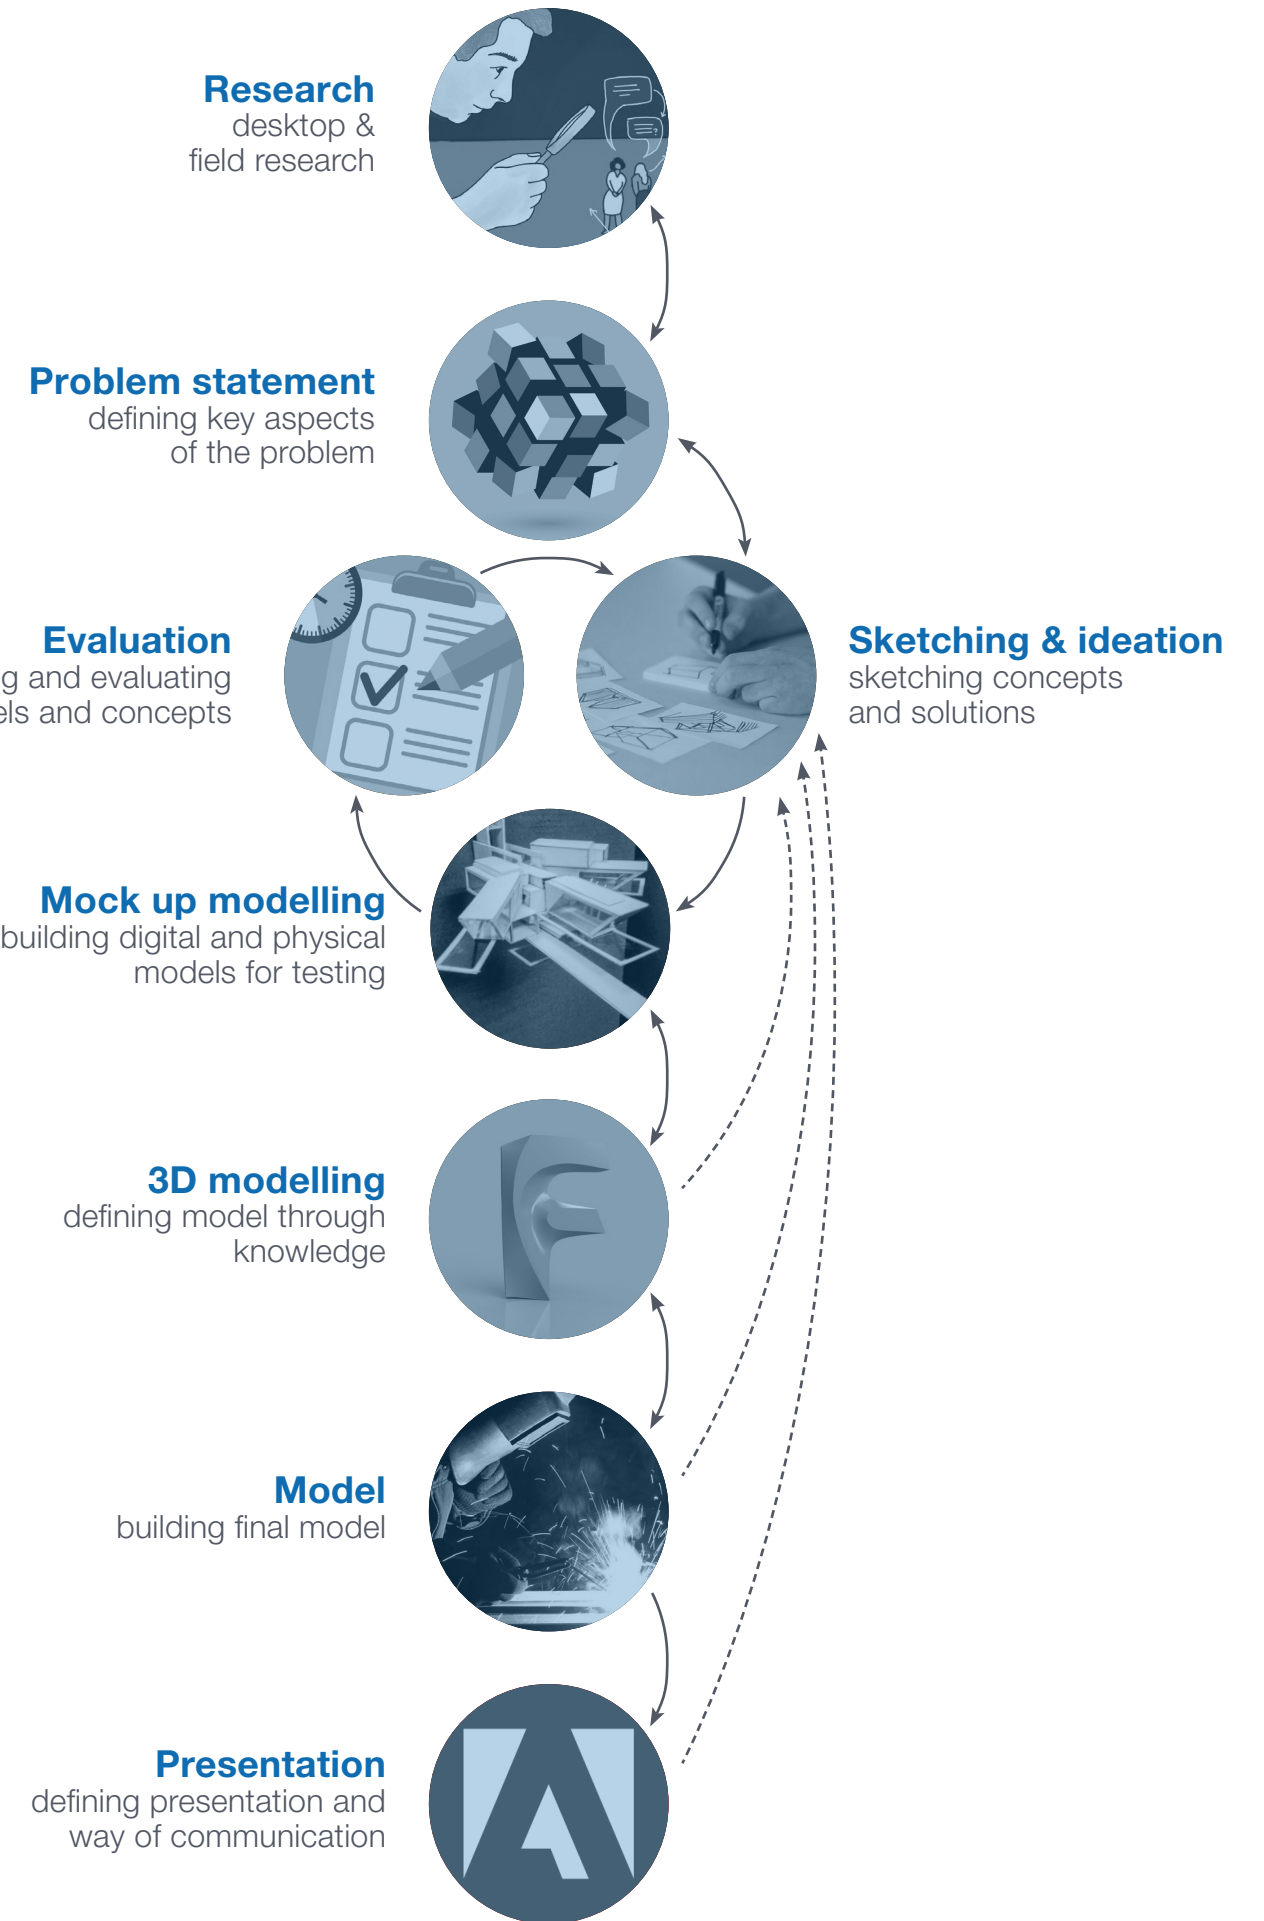 Research
desktop &
field research
Problem statement
defining key aspects
of the problem
Evaluation
and evaluating
and concepts
Sketching & ideation
sketching concepts
and solutions
Mock up modelling
building digital and physical
models for testing
3D modelling
defining model through
knowledge
Model
building final model
Presentation
defining presentation and
way of communication